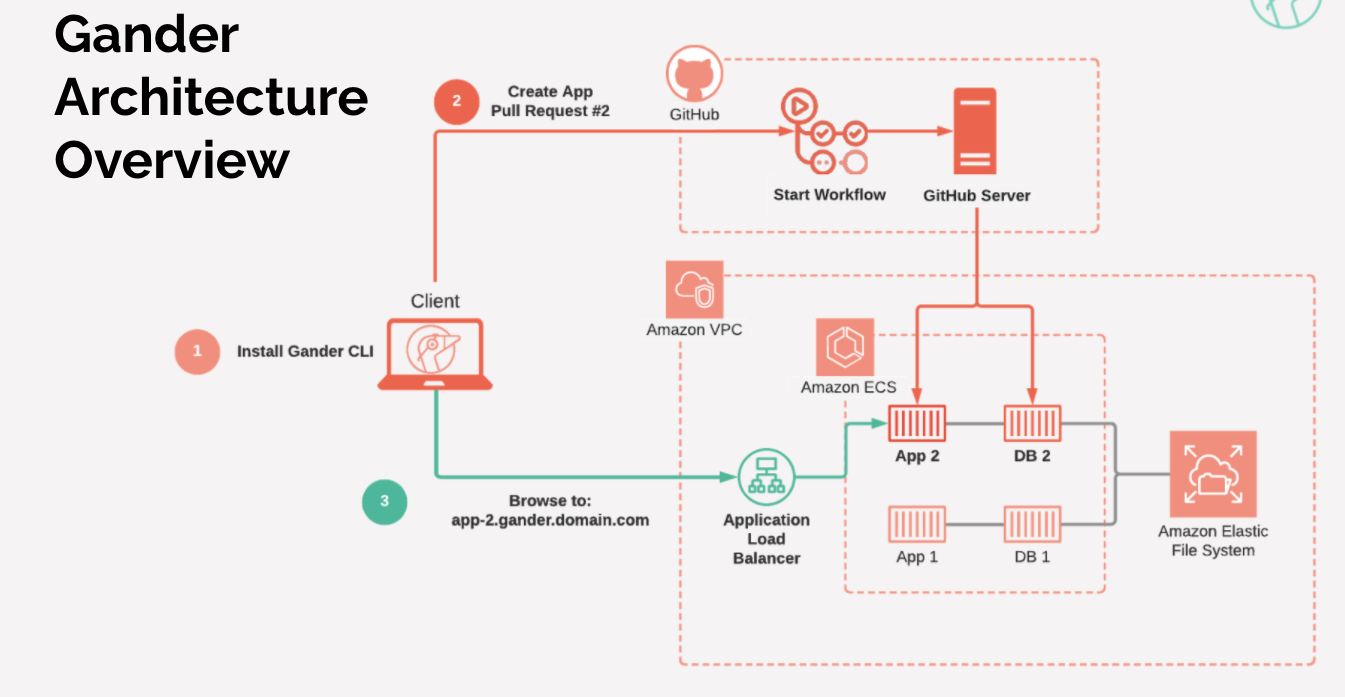 Gander
Architecture
Overview
2
Create App
Pull Request #2
GitHub
Start Workflow
GitHub Server
Client
1
Install Gander CLI
Amazon VPC
Amazon ECS
App 2
DB 2
3
Browse to:
app-2.gander.domain.com
Application
Load
Balancer
App 1
DB 1
Amazon Elastic
File System